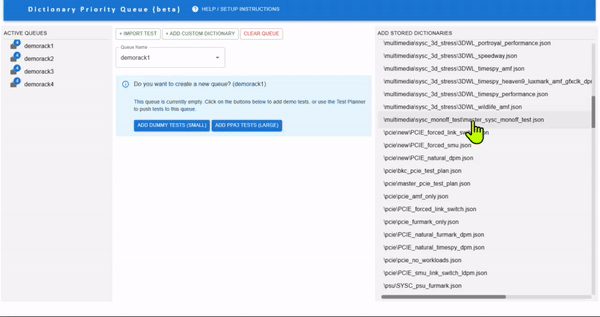 Dictionary Priority Queue (beta)
HELP / SETUP INSTRUCTIONS
ACTIVE QUEUES
demorack1
demorack2
demorack3
demorack4
+ IMPORT TEST
+ ADD CUSTOM DICTIONARY
CLEAR QUEUE
Queue Name
demorack1
Do you want to create a new queue? (demorack1)
This queue is currently empty. Click on the buttons below to add demo tests, or use the Test Planner
to push tests to this queue.
ADD DUMMY TESTS (SMALL)
ADD PPA3 TESTS (LARGE)
ADD STORED DICTIONARIES
\multimedia\sysc_3d_stress\3DWL_portroyal_performance.json
\multimedia\sysc_3d_stress\3DWL_speedway.json
\multimedia\sysc_3d_stress\3DWL_timespy_amf.json
\multimedia\sysc_3d_stress\3DWL_timespy_heaven9_luxmark_amf_gfxclk_dp
\multimedia\sysc_3d_stress\3DWL_timespy_performance.json
\multimedia\sysc_3d_stress\3DWL_wildlife_amf.json
\multimedia\sysc_monoff_test\master_sysc_monoff_test.json
\pcie\new\PCIE_forced_link_sw.json
\pcie\new\PCIE_forced_smu.json
\pcie\new\PCIE_natural_dpm.json
\pcie\bkc_pcie_test_plan.json
\pcie\master_pcie_test_plan.json
\pcie\pcie_amf_only.json
\pcie\PCIE_forced_link_switch.json
\pcie\pcie_furmark_only.json
\pcie\PCIE_natural_furmark_dpm.json
\pcie\PCIE_natural_timespy_dpm.json
\pcie\pcie_no_workloads.json
\pcie\PCIE_smu_link_switch_ldpm.json
\psu\SYSC_psu_furmark.json